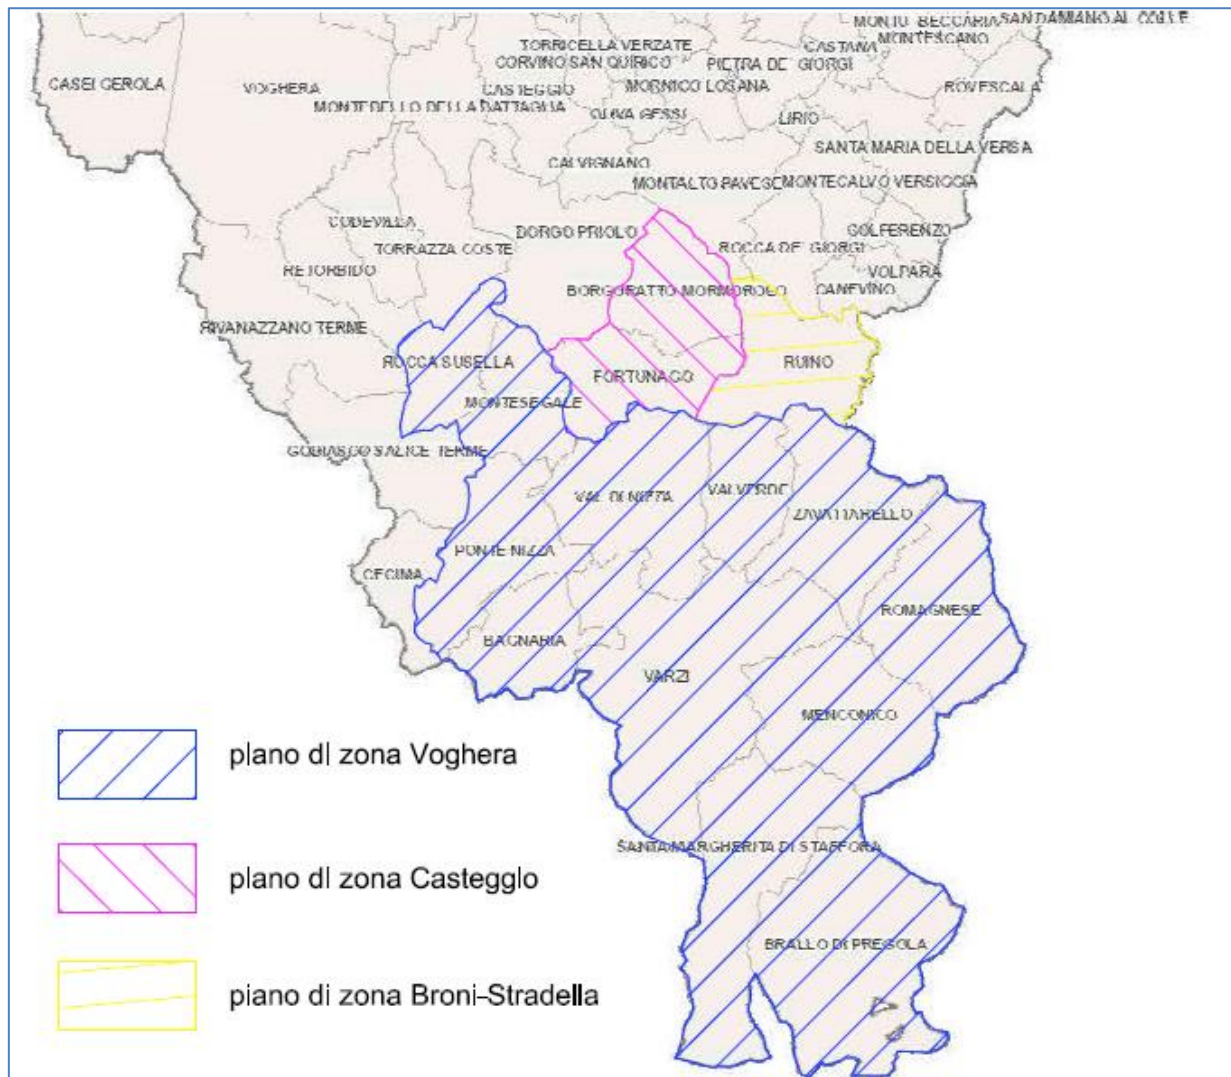 MONTU BECCARIA SAN DAMIANO AL COLLE
CASTANA MONTESCANO
TORRICELLA VERZATE
CORVINO SAN QUIRICO PIETRA DE' GIORGI
CASEI GEROLA VOGHERA CASTEGGIO MORNICO LOSANA ROVESCALA
MONTEBELLO DELLA BATTAGLIA OLIVA GESSI LIRIO
CALVIGNANO SANTA MARIA DELLA VERSA
MONTALTO PAVESE MONTECALVO VERSIGGIA
CODEVILLA BORGO PRIOLO GOLFERENZO
TORRAZZA COSTE ROCCA DE' GIORGI
RETORBIDO VOLPARA
BORGORATTO MORMOROLO CANEVINO
RIVANAZZANO TERME
ROCCA SUSELLA FORTUNAGO RUINO
MONTESEGALE
GODIASCO SALICE TERME
VAL DI NIZZA VALVERDE
ZAVATTARELLO
PONTE NIZZA
CECIMA
ROMAGNESE
BAGNARIA
VARZI
MENCONICO
piano di zona Voghera
SANTA MARGHERITA DI STAFFORA
piano di zona Casteggio
BRALLO DI PREGOLA
piano di zona Broni-Stradella